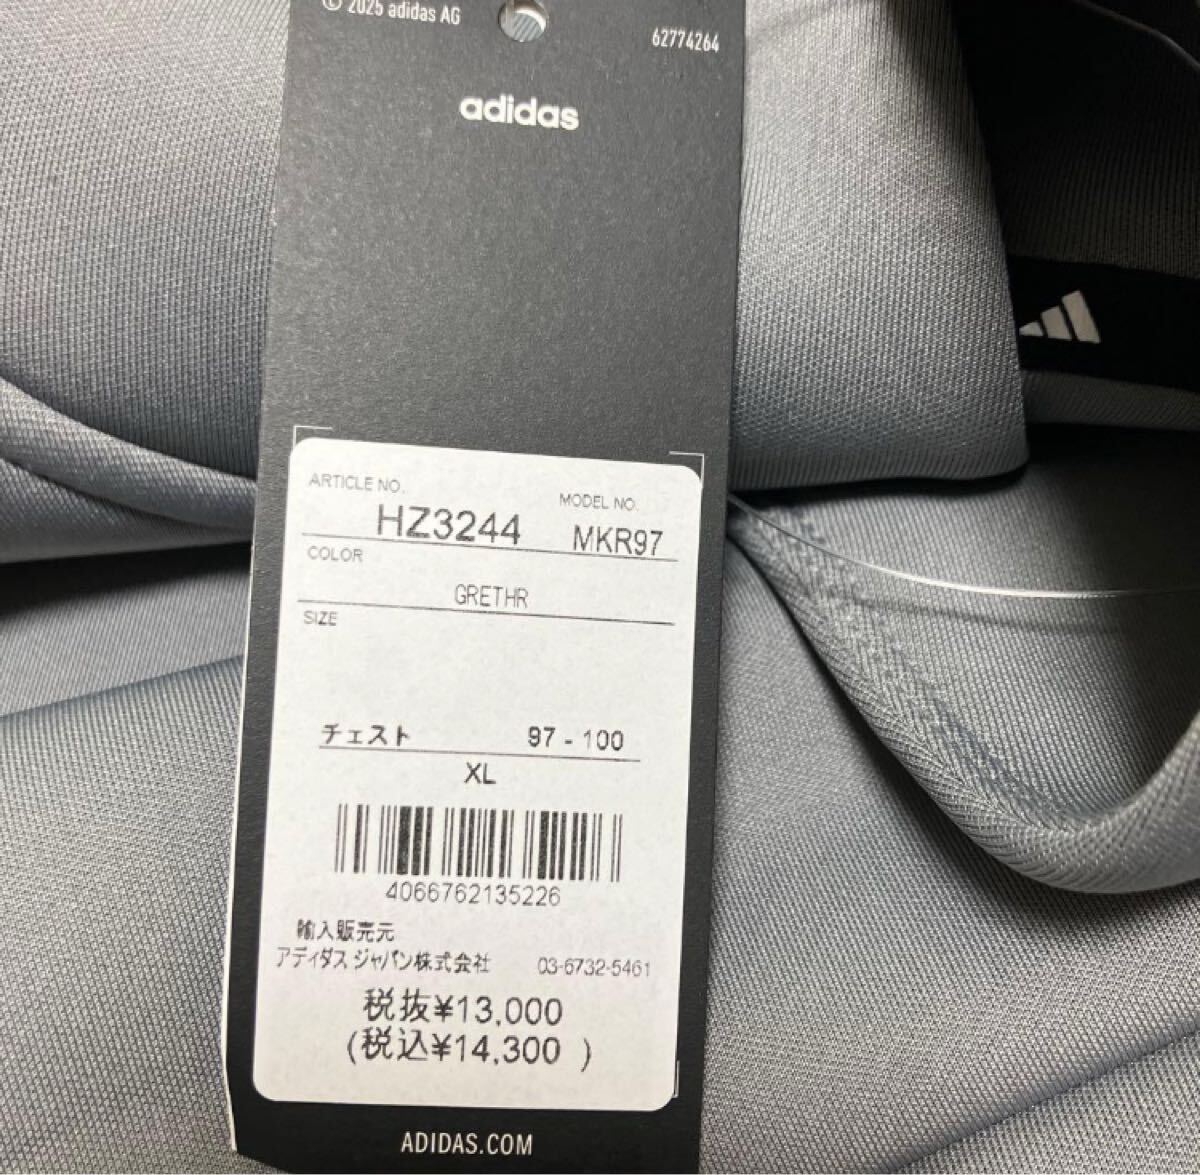 © 2025 adidas AG
62774264
adidas
ARTICLE NO.
MODEL NO.
HZ3244
MKR97
COLOR
GRETHR
SIZE
チェスト 97 - 100
XL
4066762135226
輸入販売元
アディダス ジャパン株式会社 03-6732-5461
税抜¥13,000
(税込¥14,300 )
ADIDAS.COM